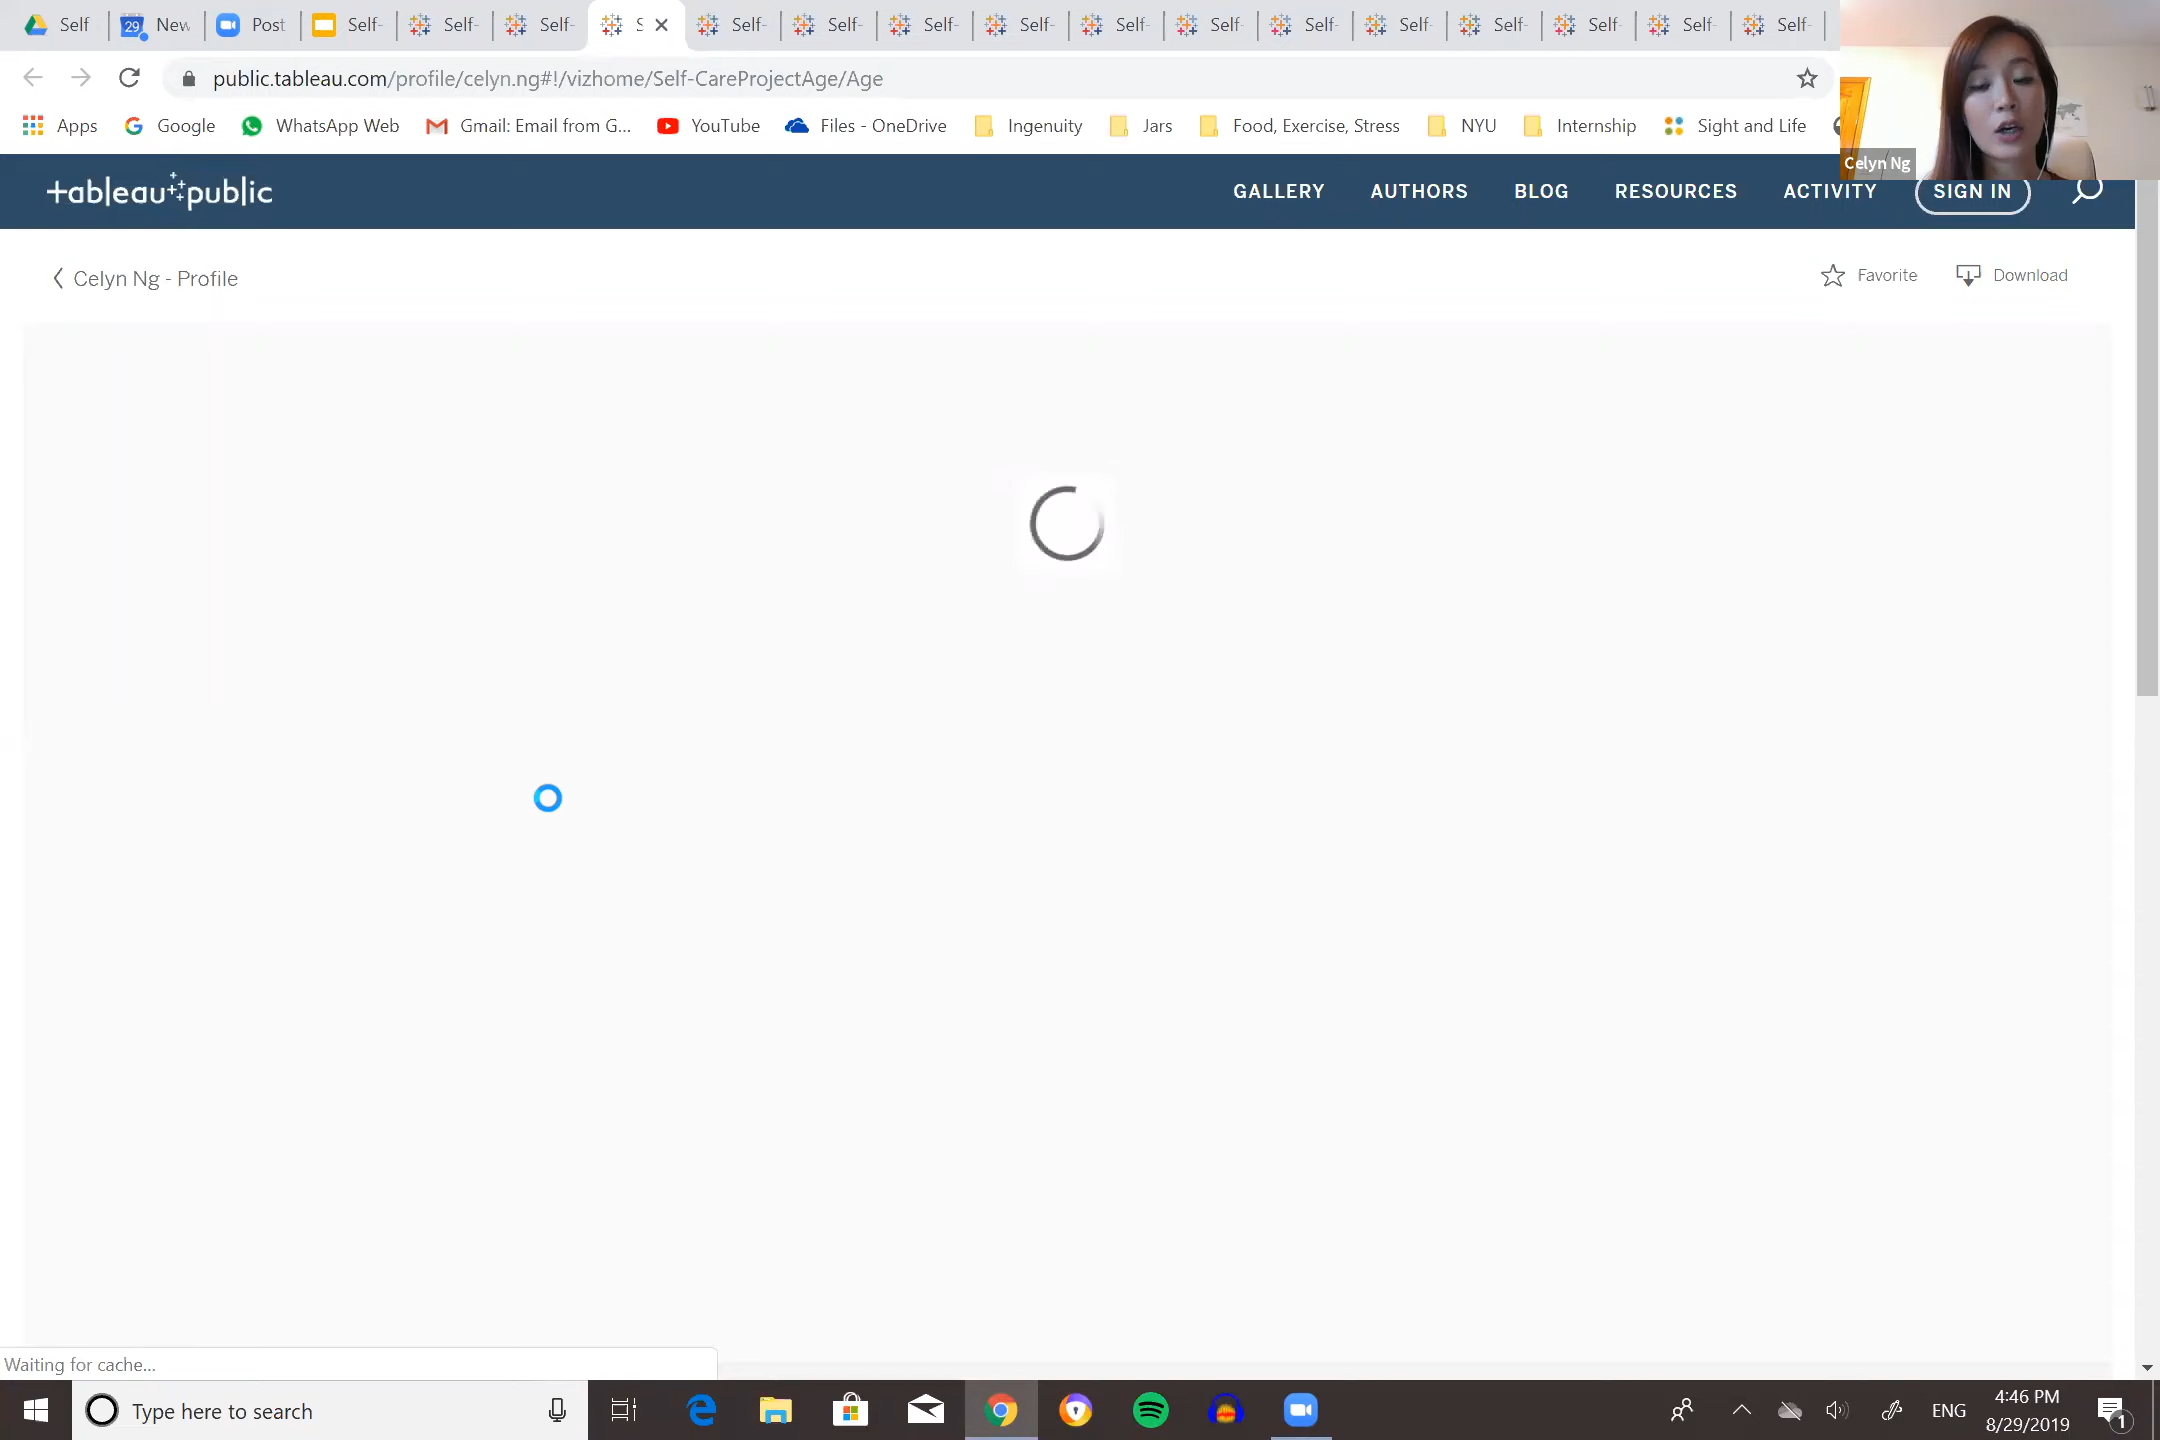 Self
29
New
Post
Self-
Self-
Self-
S
Self-
Self-
Self-
Self-
Self-
Self-
Self-
Self-
Self-
Self-
Self-
Self-
public.tableau.com/profile/celyn.ng#!/vizhome/Self-CareProjectAge/Age
Apps
Google
WhatsApp Web
Gmail: Email from G...
YouTube
Files - OneDrive
Ingenuity
Jars
Food, Exercise, Stress
NYU
Internship
Sight and Life
Celyn Ng
tableau public
GALLERY
AUTHORS
BLOG
RESOURCES
ACTIVITY
SIGN IN
Celyn Ng - Profile
Favorite
Download
Waiting for cache...
Type here to search
ENG
4:46 PM
8/29/2019
1